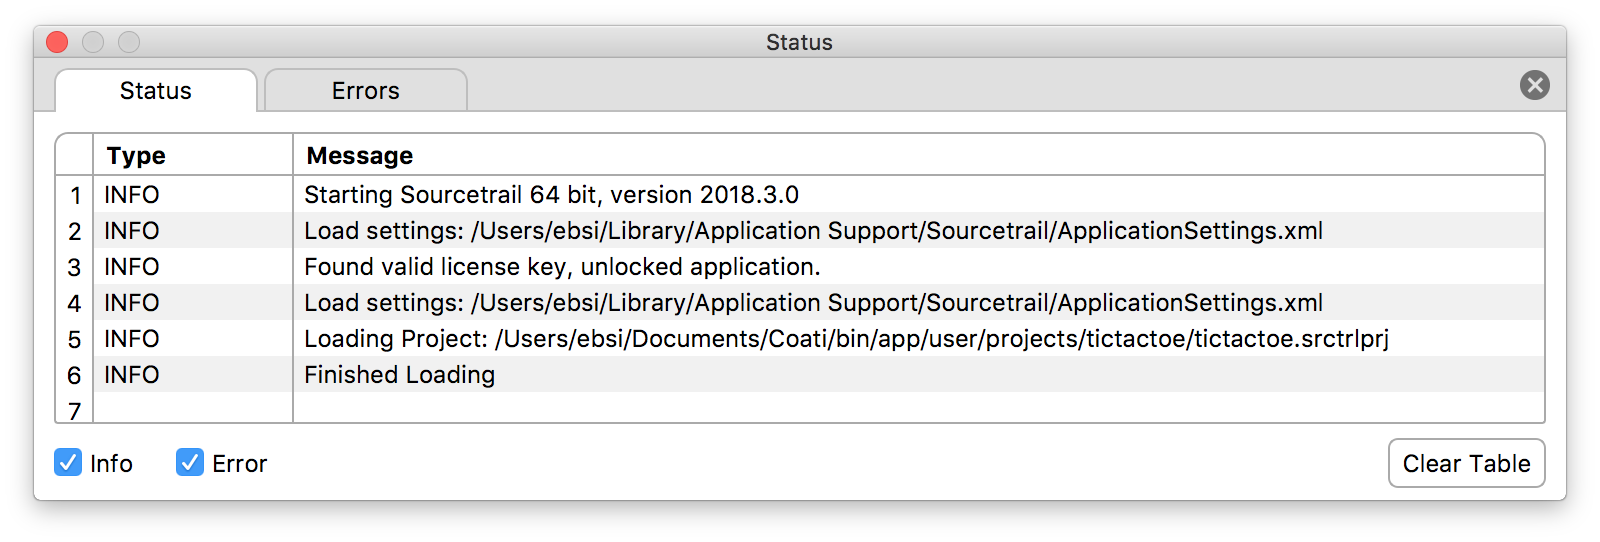 Status
Status Errors
Type Message
1 INFO Starting Sourcetrail 64 bit, version 2018.3.0
2 INFO Load settings: /Users/ebsi/Library/Application Support/Sourcetrail/ApplicationSettings.xml
3 INFO Found valid license key, unlocked application.
4 INFO Load settings: /Users/ebsi/Library/Application Support/Sourcetrail/ApplicationSettings.xml
5 INFO Loading Project: /Users/ebsi/Documents/Coati/bin/app/user/projects/tictactoe/tictactoe.srctrlprj
6 INFO Finished Loading
7
Info Error Clear Table